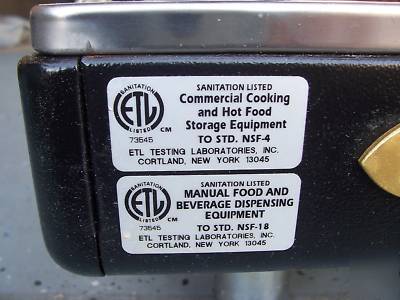 SANITATION LISTED
Commercial Cooking
and Hot Food
Storage Equipment
TO STD. NSF-4
ETL TESTING LABORATORIES, INC.
CORTLAND, NEW YORK 13045
SANITATION
ETL
LISTED
CM
73545
SANITATION LISTED
MANUAL FOOD AND
BEVERAGE DISPENSING
EQUIPMENT
TO STD. NSF-18
ETL TESTING LABORATORIES, INC.
CORTLAND, NEW YORK 13045
SANITATION
ETL
LISTED
CM
73545